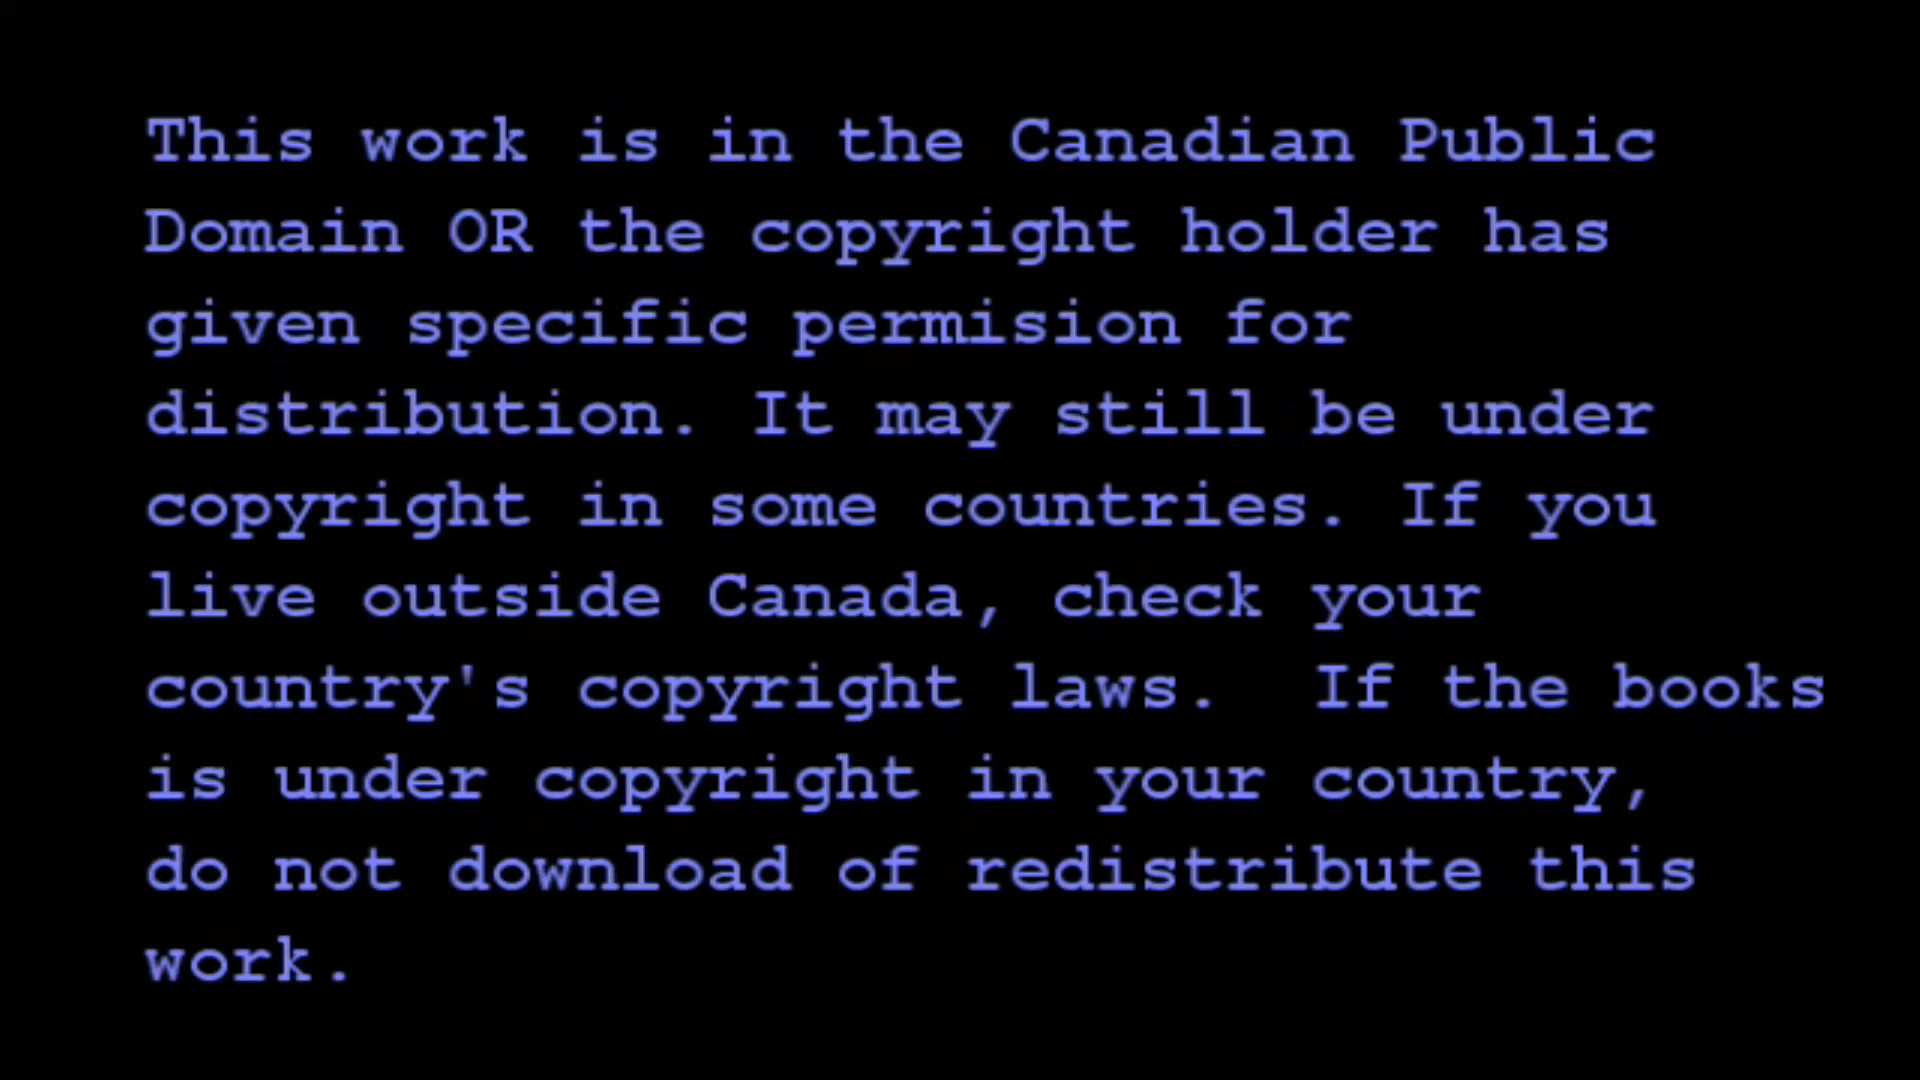 This work is in the Canadian Public
Domain OR the copyright holder has
given specific permision for
distribution. It may still be under
copyright in some countries. If you
live outside Canada, check your
country's copyright laws.  If the books
is under copyright in your country,
do not download of redistribute this
work.